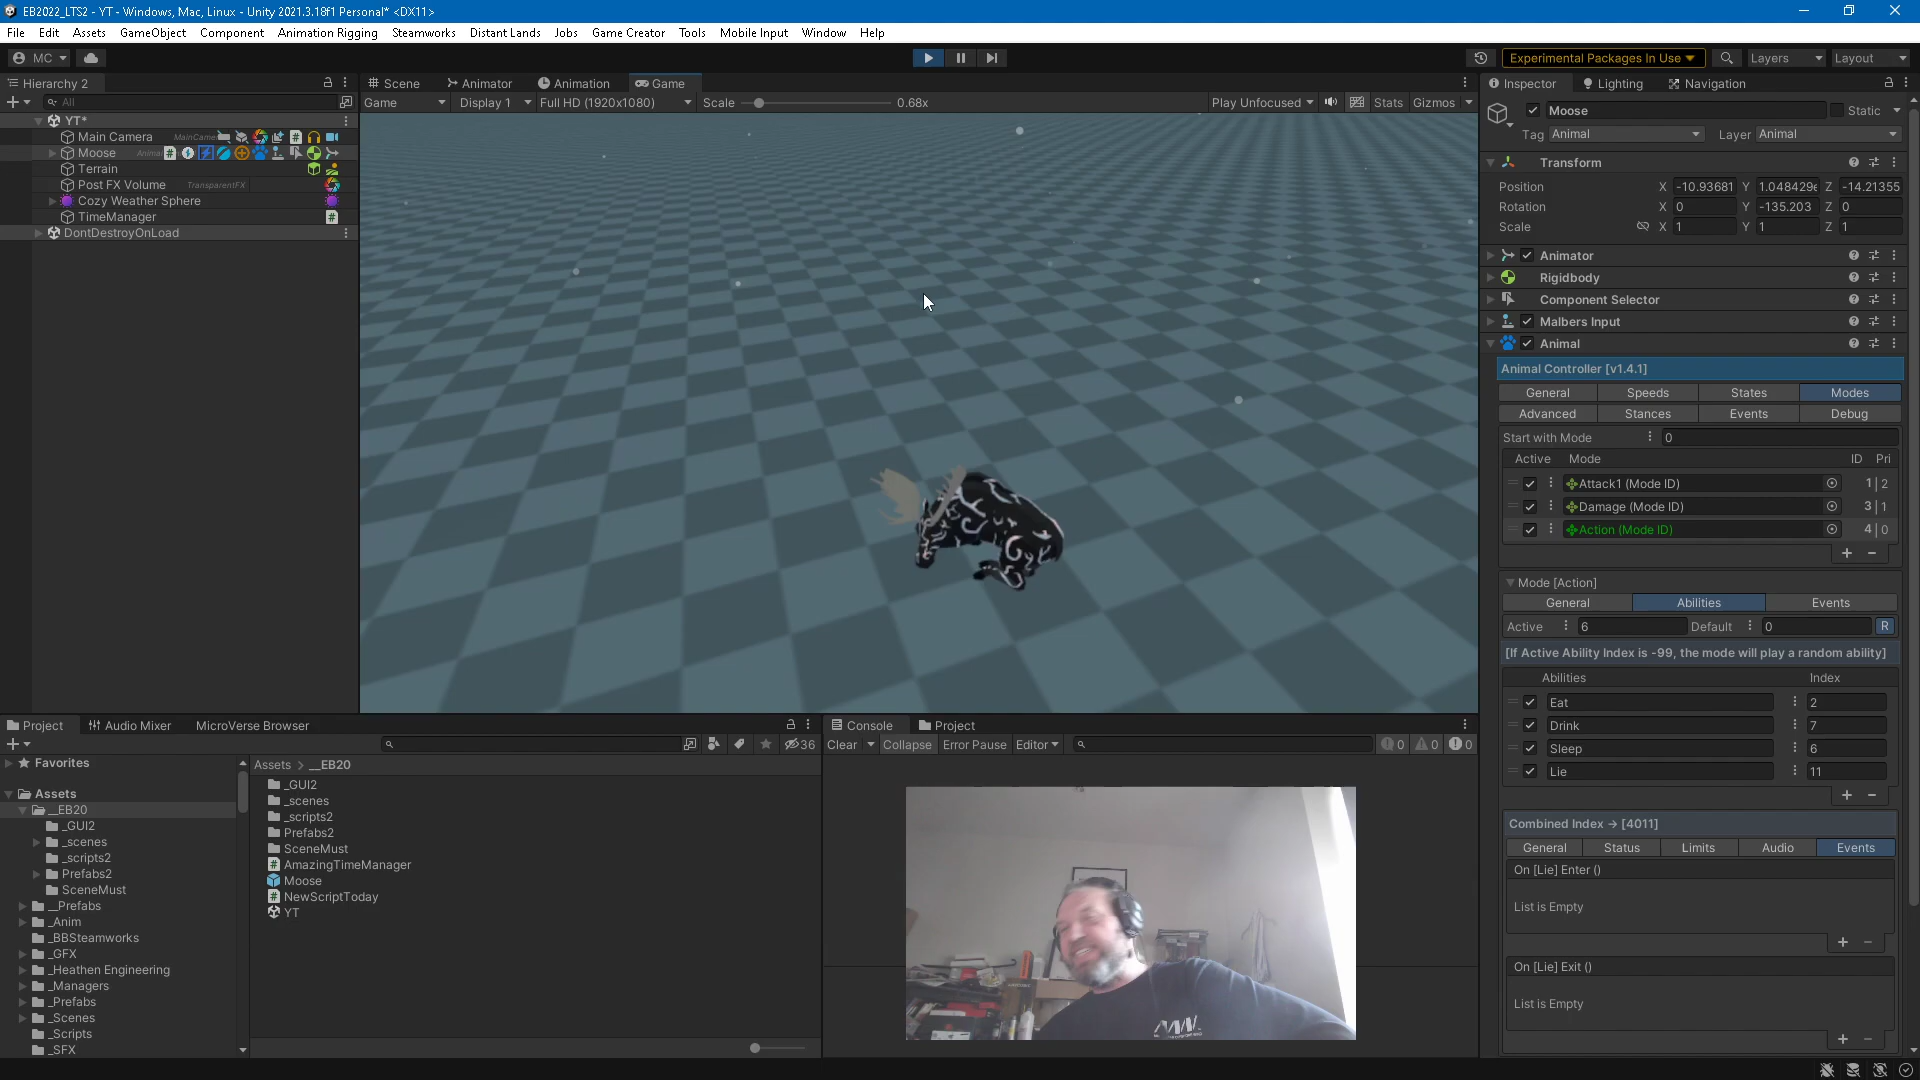 EB2022_LTS2 - YT - Windows, Mac, Linux - Unity 2021.3.18f1 Personal* <DX11>
File Edit Assets GameObject Component Animation Rigging Steamworks Distant Lands Jobs Game Creator Tools Mobile Input Window Help
MC Experimental Packages In Use Layers Layout
Hierarchy 2
All
YT*
Main Camera
Moose
Terrain
Post FX Volume TransparentFX
Cozy Weather Sphere
TimeManager
DontDestroyOnLoad
Scene Animator Animation Game
Game Display 1 Full HD (1920x1080) Scale 0.68x Play Unfocused Stats Gizmos
Inspector Lighting Navigation
Moose Static
Tag Animal Layer Animal
Transform
Position X -10.93681 Y 1.048429e Z -14.21355
Rotation X 0 Y -135.203 Z 0
Scale X 1 Y 1 Z 1
Animator
Rigidbody
Component Selector
Malbers Input
Animal
Animal Controller [v1.4.1]
General Speeds States Modes
Advanced Stances Events Debug
Start with Mode 0
Active Mode ID Pri
Attack1 (Mode ID) 1 | 2
Damage (Mode ID) 3 | 1
Action (Mode ID) 4 | 0
Mode [Action]
General Abilities Events
Active 6 Default 0 R
[If Active Ability Index is -99, the mode will play a random ability]
Abilities Index
Eat 2
Drink 7
Sleep 6
Lie 11
Combined Index → [4011]
General Status Limits Audio Events
On [Lie] Enter ()
List is Empty
On [Lie] Exit ()
List is Empty
Project Audio Mixer MicroVerse Browser
36
Favorites
Assets
__EB20
_GUI2
_scenes
_scripts2
Prefabs2
SceneMust
__Prefabs
_Anim
_BBSteamworks
_GFX
_Heathen Engineering
_Managers
_Prefabs
_Scenes
_Scripts
_SFX
Assets > __EB20
_GUI2
_scenes
_scripts2
Prefabs2
SceneMust
AmazingTimeManager
Moose
NewScriptToday
YT
Console Project
Clear Collapse Error Pause Editor 0 0 0